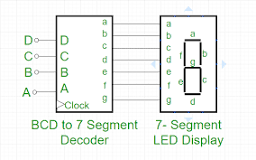 a a
b b a
D D c c f b
C C d d g
B B e e e c
A A f f d
Clock g g
BCD to 7 Segment 7- Segment
Decoder LED Display